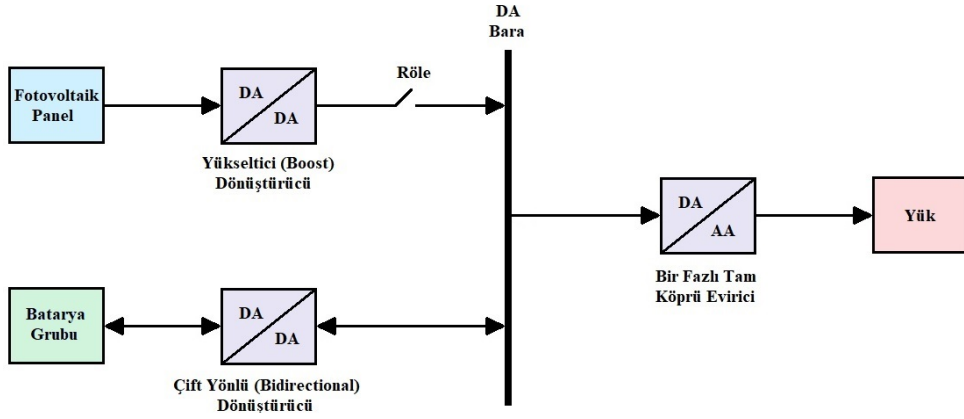 DA
Bara
Fotovoltaik
Panel
DA
DA
Röle
Yükseltici (Boost)
Dönüştürücü
DA
AA
Yük
Bir Fazlı Tam
Köprü Evirici
Batarya
Grubu
DA
DA
Çift Yönlü (Bidirectional)
Dönüştürücü